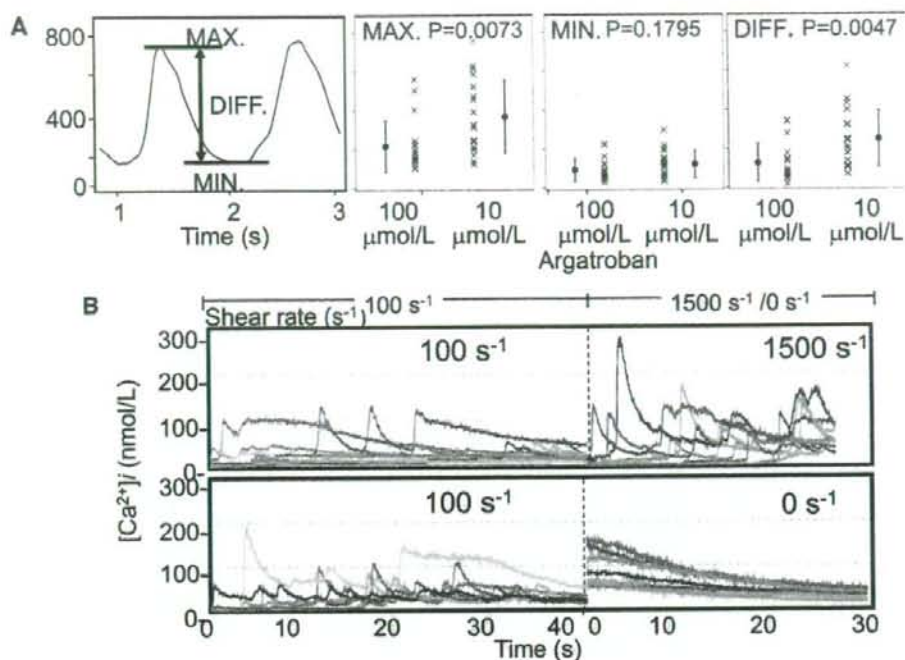 A
800
400
0
MAX.
DIFF.
MIN.
1 2 3
Time (s)
MAX. P=0.0073
MIN. P=0.1795
DIFF. P=0.0047
100 10 100 10 100 10
μmol/L μmol/L μmol/L μmol/L μmol/L μmol/L
Argatroban
B
100 s-1
1500 s-1 /0 s-1
Shear rate (s-1)
[Ca2+]i (nmol/L)
300
200
100
0
100 s-1
1500 s-1
300
200
100
0
100 s-1
0 s-1
0 10 20 30 40 0 10 20 30
Time (s)